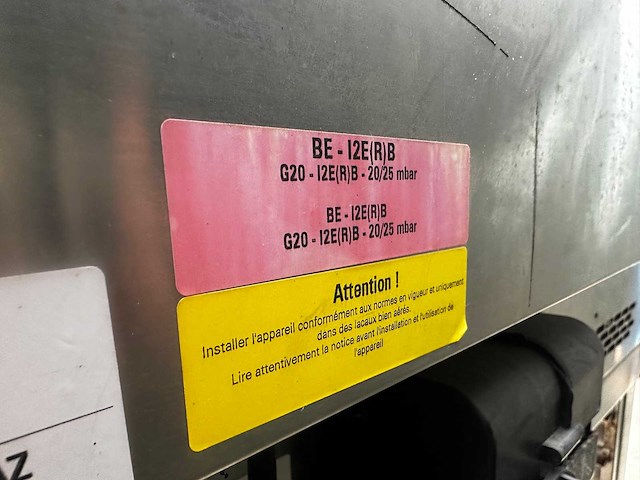 BE - I2E(R)B
G20 - I2E(R)B - 20/25 mbar
BE - I2E(R)B
G20 - I2E(R)B - 20/25 mbar
Attention !
Installer l'appareil conformément aux normes en vigueur et uniquement
dans des lacaux bien aérés.
Lire attentivement la notice avant l'installation et l'utilisation de
l'appareil
AZ